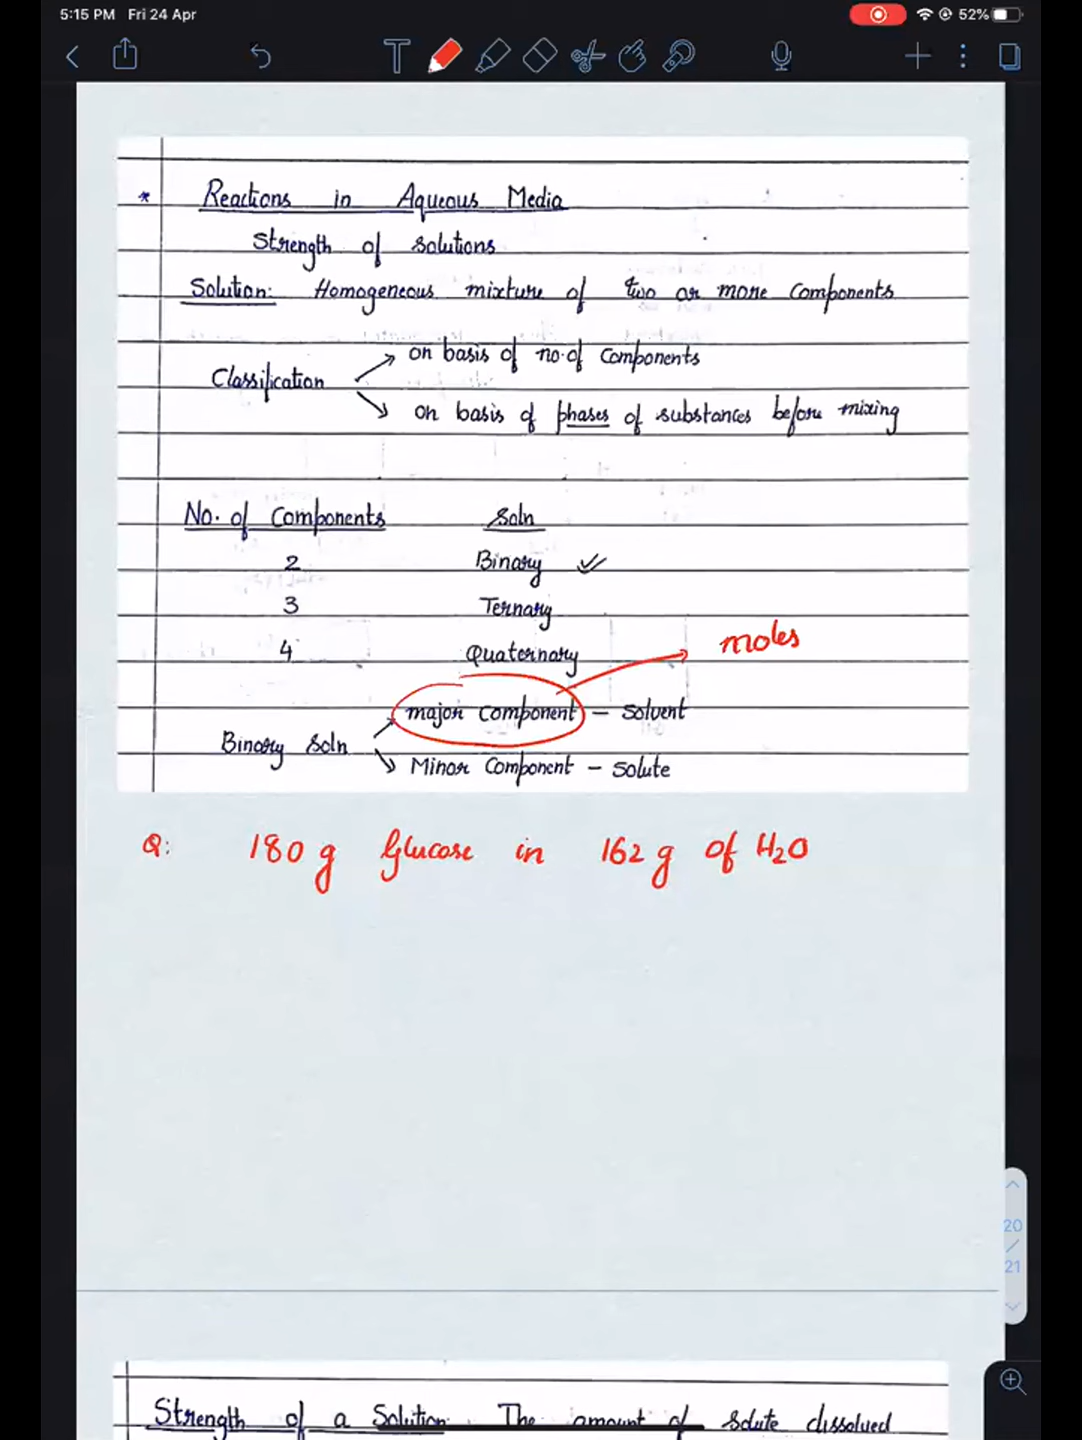 5:15 PM Fri 24 Apr
52%
* Reactions in Aqueous Media
Strength of solutions
Solution: Homogeneous mixture of two or more components
on basis of no. of components
Classification
on basis of phases of substances before mixing
No. of Components Soln
2 Binary
3 Ternary
4 Quaternary
moles
major component - solvent
Binary soln
Minor Component - solute
Q: 180 g Glucose in 162 g of H₂O
20
/
21
Strength of a Solution The amount of solute dissolved